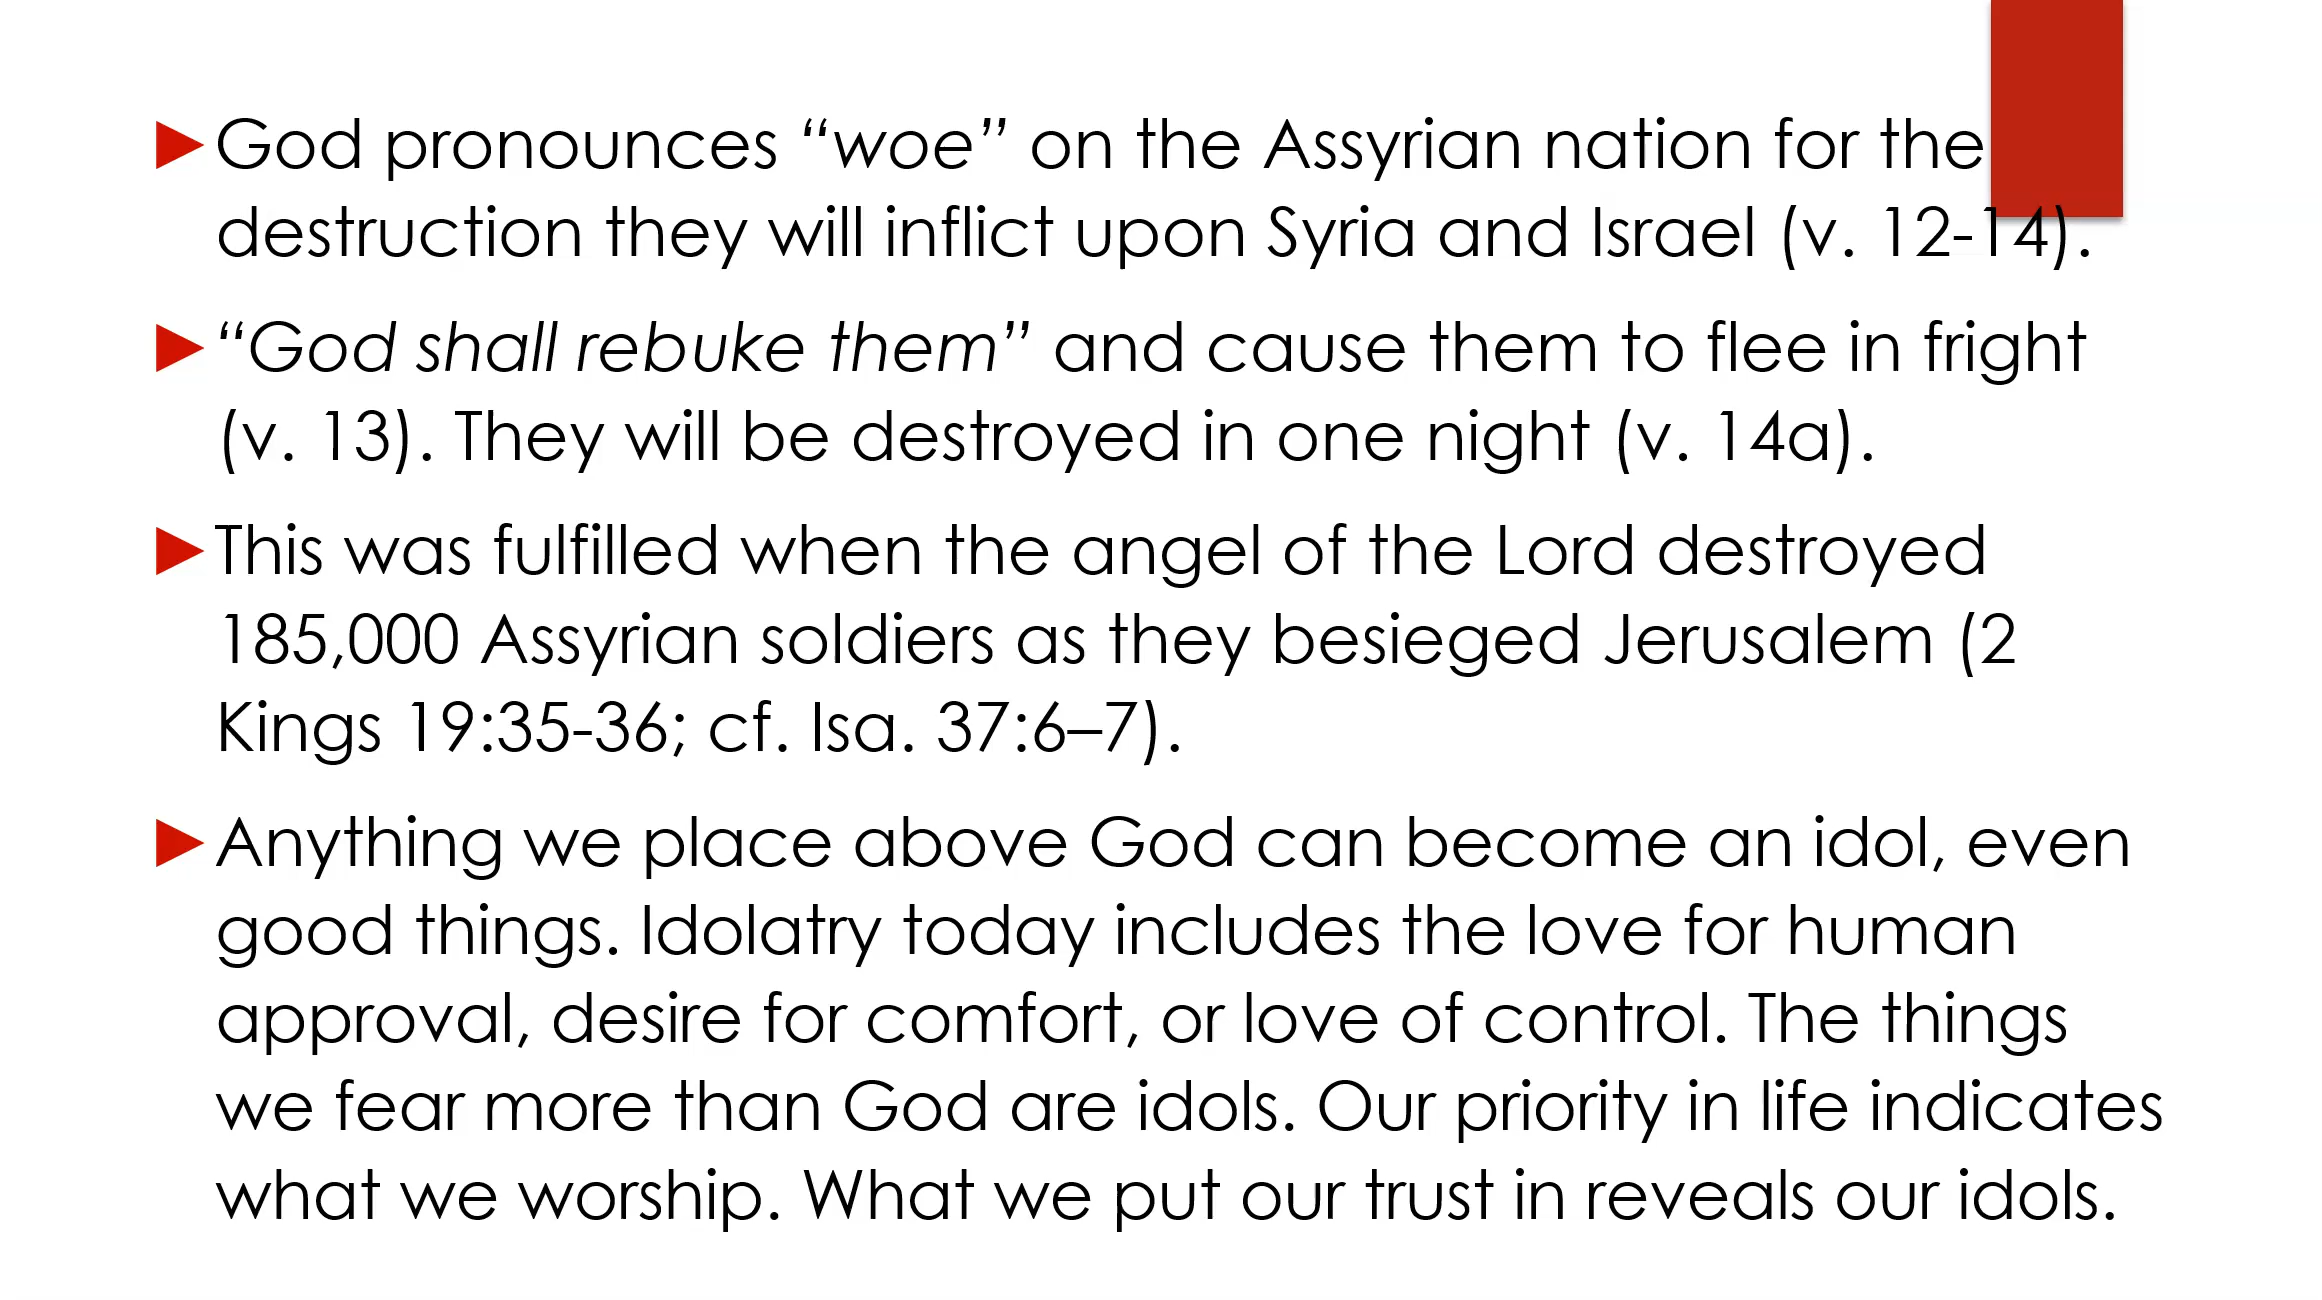 ►God pronounces “woe” on the Assyrian nation for the
destruction they will inflict upon Syria and Israel (v. 12-14).
►“God shall rebuke them” and cause them to flee in fright
(v. 13). They will be destroyed in one night (v. 14a).
►This was fulfilled when the angel of the Lord destroyed
185,000 Assyrian soldiers as they besieged Jerusalem (2
Kings 19:35-36; cf. Isa. 37:6–7).
►Anything we place above God can become an idol, even
good things. Idolatry today includes the love for human
approval, desire for comfort, or love of control. The things
we fear more than God are idols. Our priority in life indicates
what we worship. What we put our trust in reveals our idols.